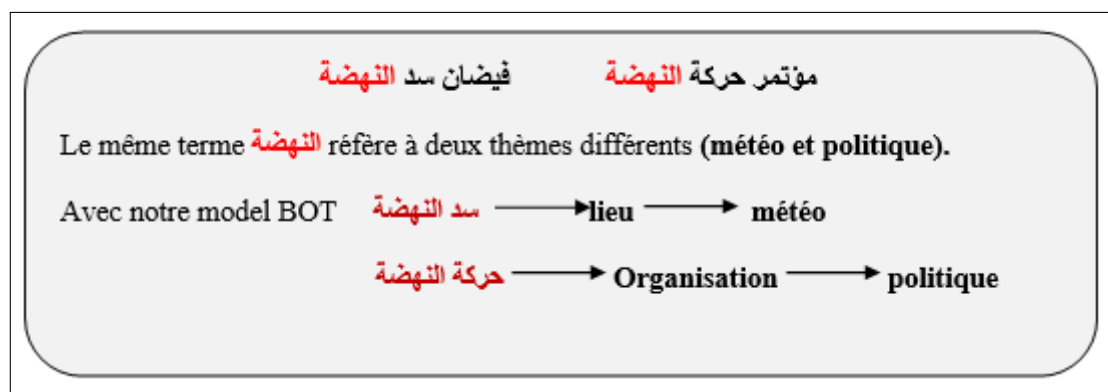 مؤتمر حركة النهضة فيضان سد النهضة
Le même terme النهضة réfère à deux thèmes différents (météo et politique).
Avec notre model BOT سد النهضة → lieu → météo
حركة النهضة → Organisation → politique